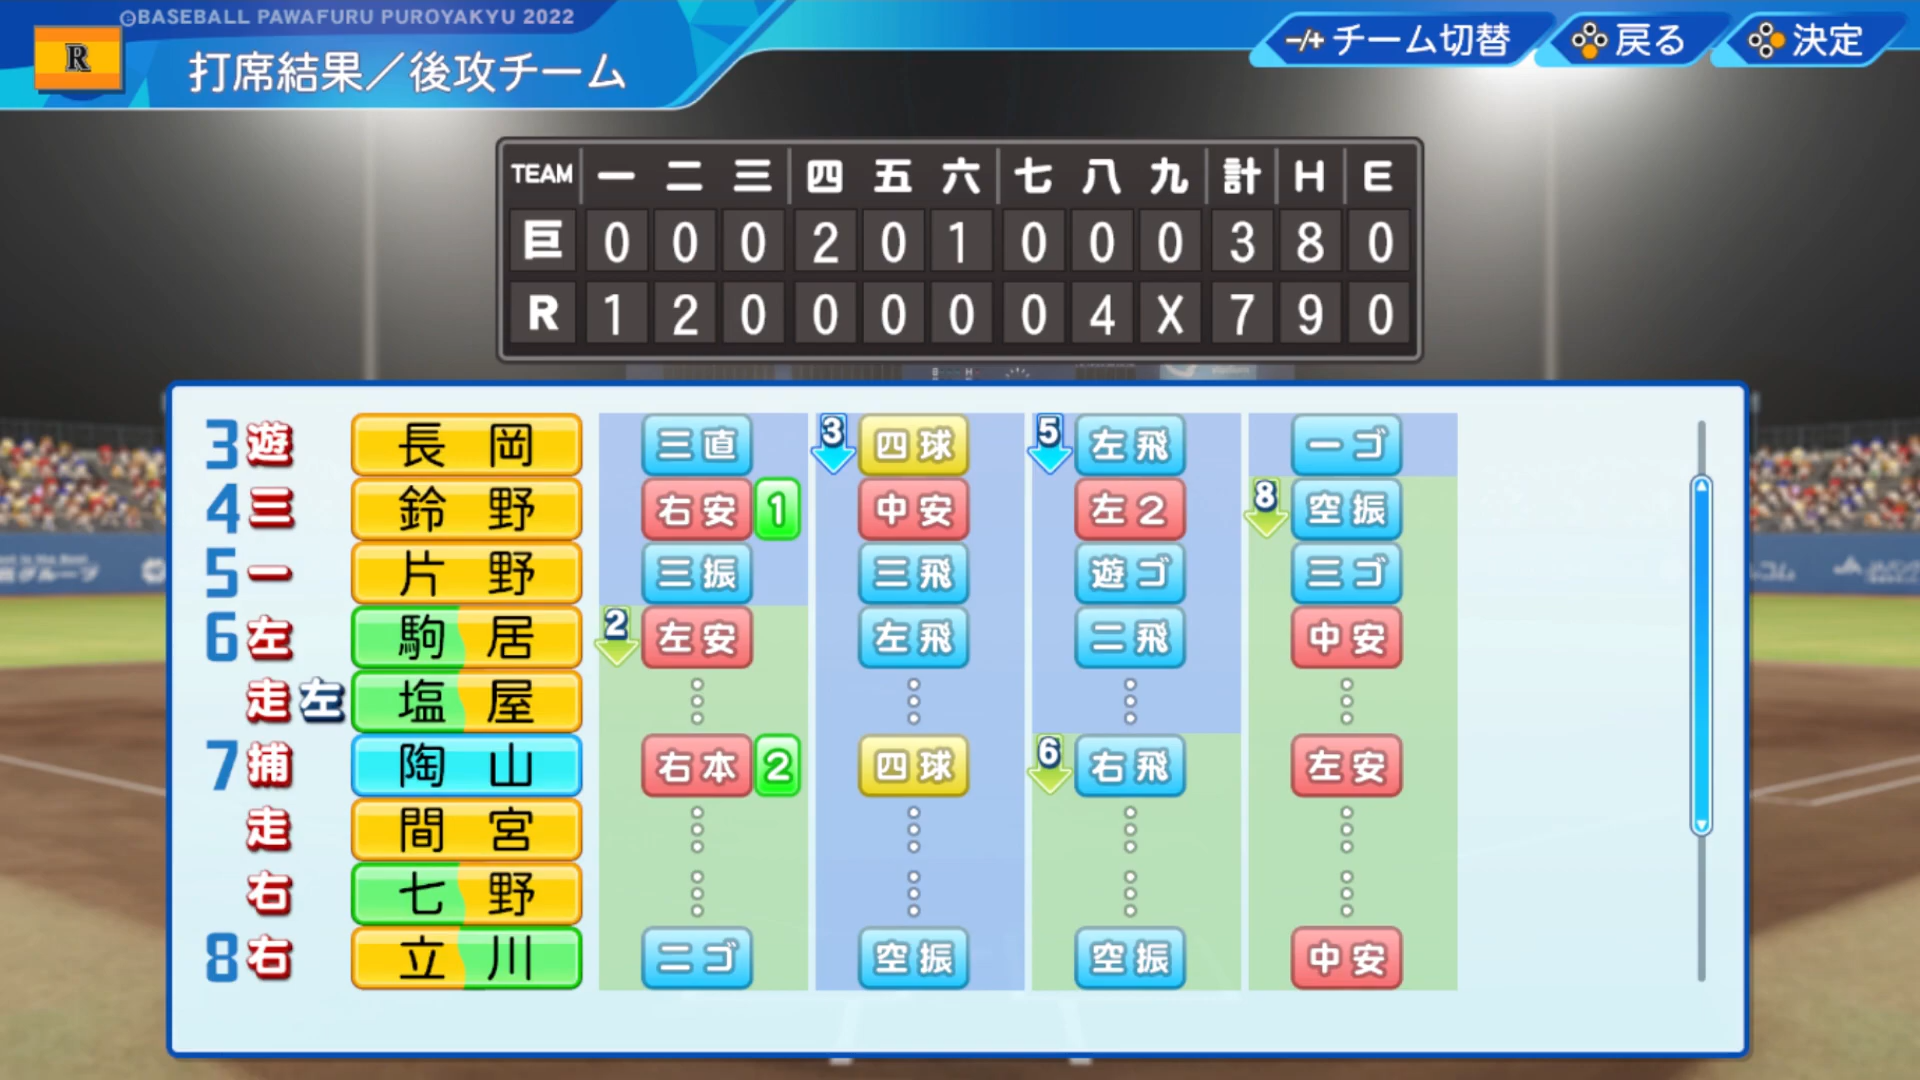 ©BASEBALL PAWAFURU PUROYAKYU 2022
R 打席結果／後攻チーム
-/+ チーム切替 戻る 決定
TEAM 一 二 三 四 五 六 七 八 九 計 H E
巨 0 0 0 2 0 1 0 0 0 3 8 0
R 1 2 0 0 0 0 0 4 X 7 9 0
3 遊 長岡 三直 3 四球 5 左飛 一ゴ
4 三 鈴野 右安 1 中安 左2 8 空振
5 一 片野 三振 三飛 遊ゴ 三ゴ
6 左 駒居 2 左安 左飛 二飛 中安
走 左 塩屋
7 捕 陶山 右本 2 四球 6 右飛 左安
走 間宮
右 七野
8 右 立川 二ゴ 空振 空振 中安